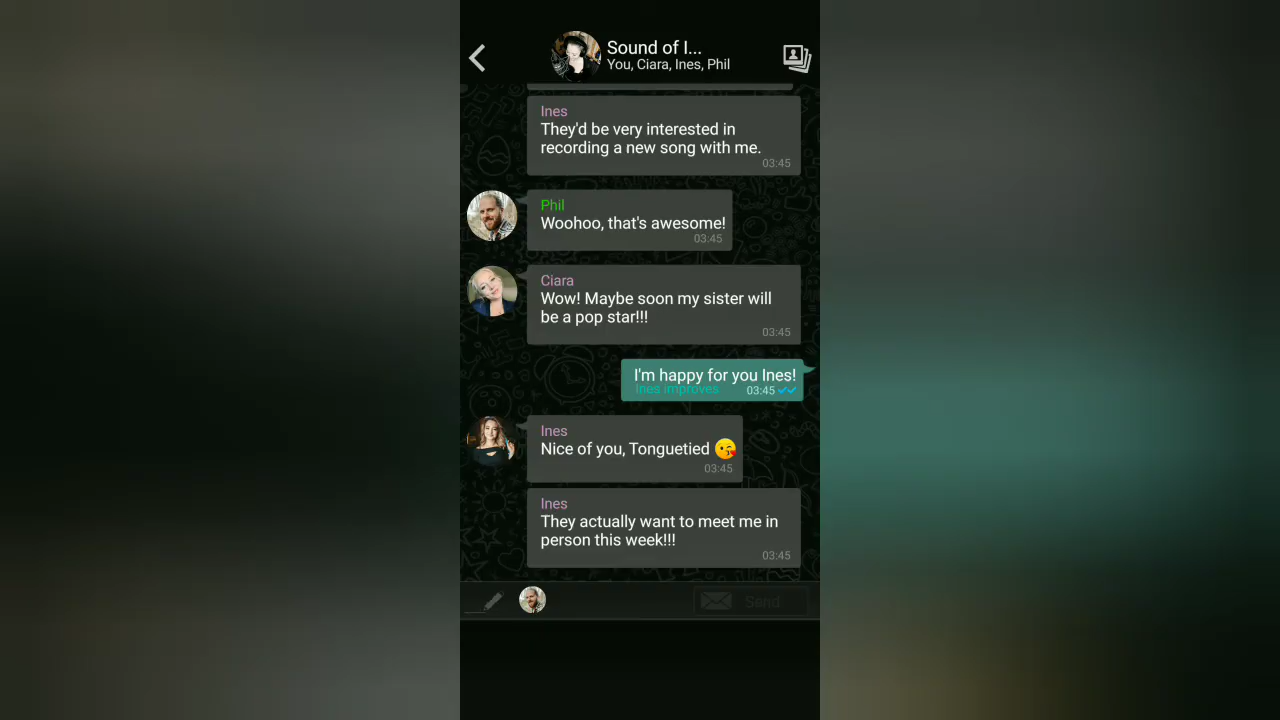 Sound of I...
You, Ciara, Ines, Phil
Ines
They'd be very interested in
recording a new song with me.
03:45
Phil
Woohoo, that's awesome!
03:45
Ciara
Wow! Maybe soon my sister will
be a pop star!!!
03:45
I'm happy for you Ines!
Ines improves 03:45
Ines
Nice of you, Tonguetied 😘
03:45
Ines
They actually want to meet me in
person this week!!!
03:45
Send